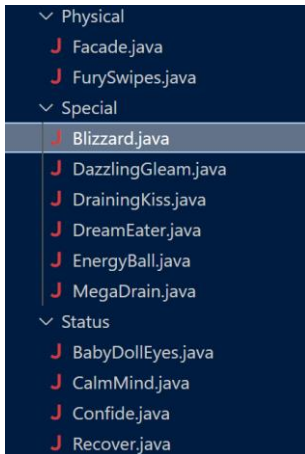 Physical
J Facade.java
J FurySwipes.java
Special
J Blizzard.java
J DazzlingGleam.java
J DrainingKiss.java
J DreamEater.java
J EnergyBall.java
J MegaDrain.java
Status
J BabyDollEyes.java
J CalmMind.java
J Confide.java
J Recover.java